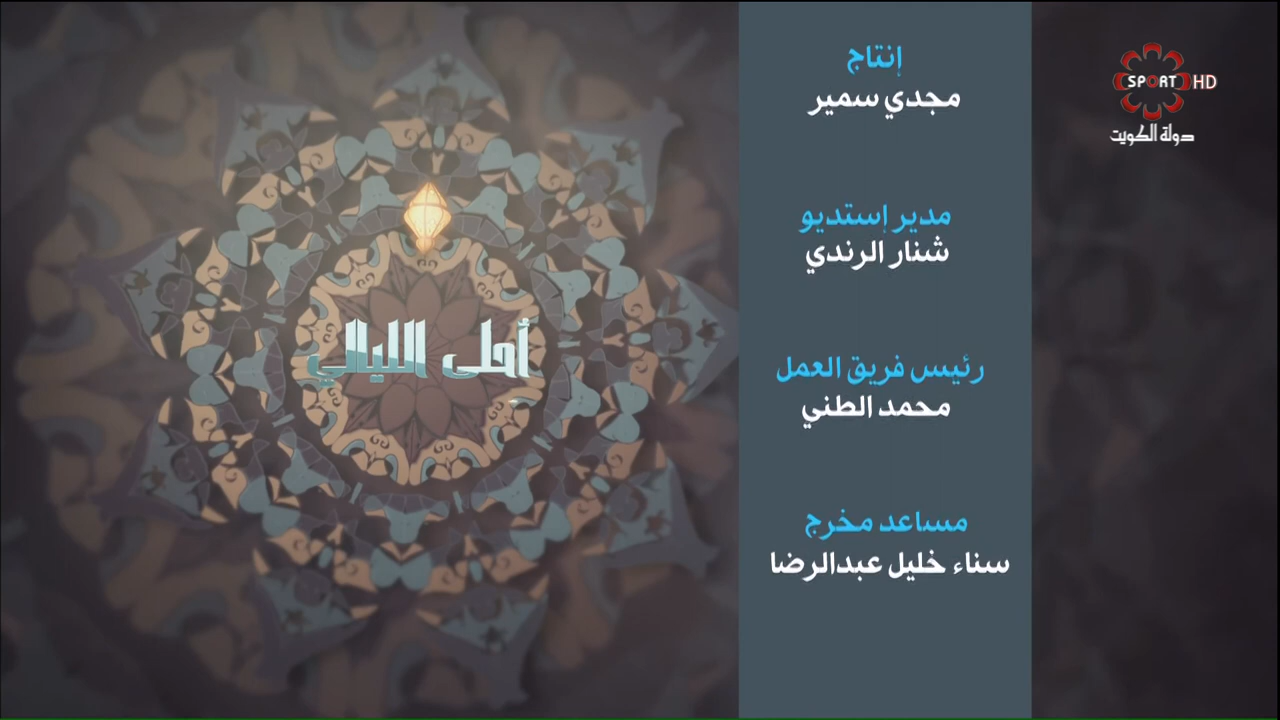 إنتاج
مجدي سمير
مدير إستديو
شنار الرندي
رئيس فريق العمل
محمد الطني
مساعد مخرج
سناء خليل عبدالرضا
أحلى الليالي
SPORT HD
دولة الكويت